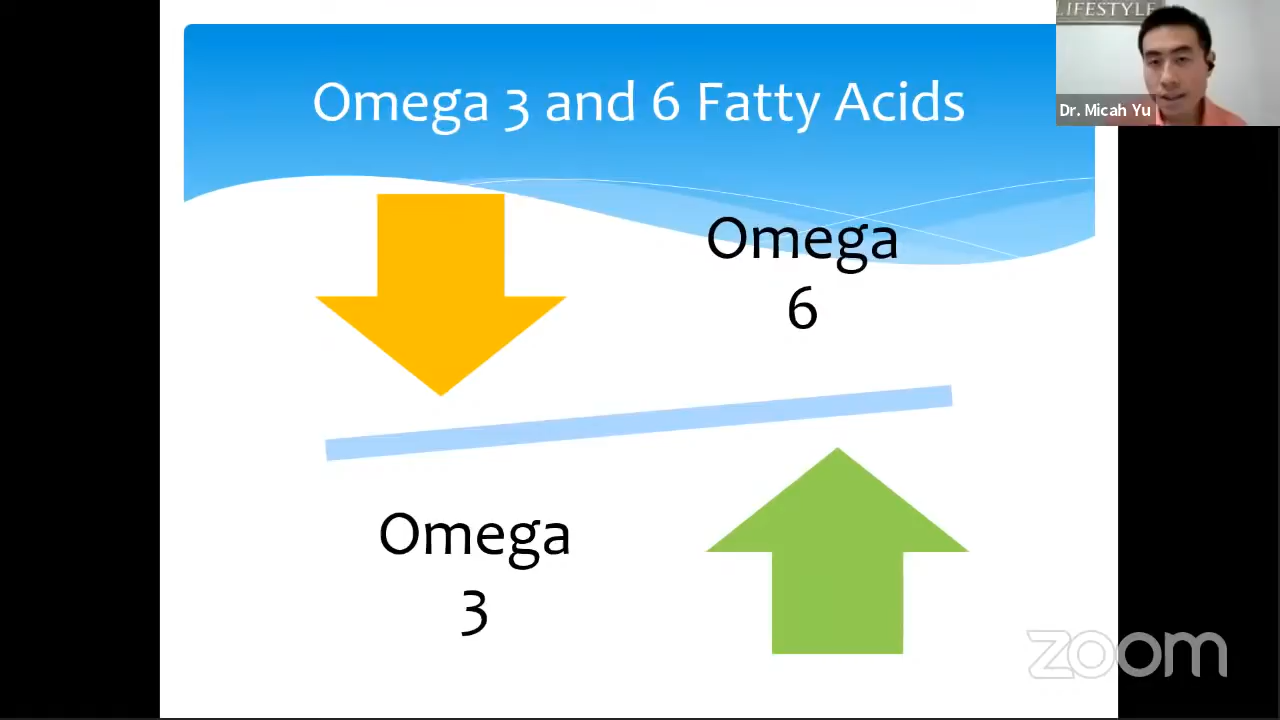 LIFESTYLE
Dr. Micah Yu
Omega 3 and 6 Fatty Acids
Omega
6
Omega
3
zoom